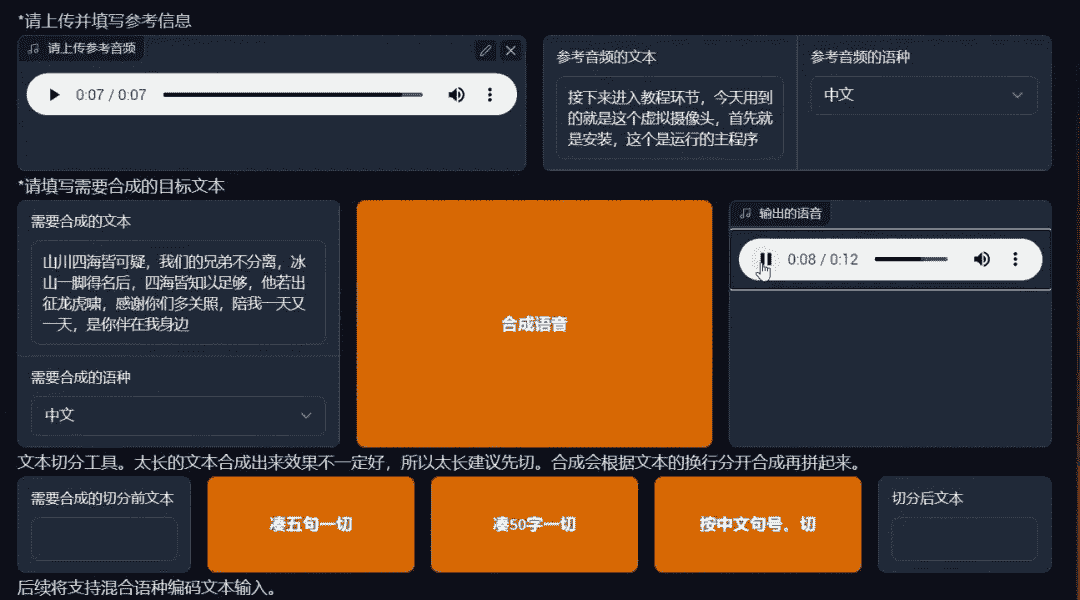 *请上传并填写参考信息
请上传参考音频
0:07 / 0:07
参考音频的文本
接下来进入教程环节，今天用到
的就是这个虚拟摄像头，首先就
是安装，这个是运行的主程序
参考音频的语种
中文
*请填写需要合成的目标文本
需要合成的文本
山川四海皆可疑，我们的兄弟不分离，冰
山一脚得名后，四海皆知以足够，他若出
征龙虎啸，感谢你们多关照，陪我一天又
一天，是你伴在我身边
需要合成的语种
中文
合成语音
输出的语音
0:08 / 0:12
文本切分工具。太长的文本合成出来效果不一定好，所以太长建议先切。合成会根据文本的换行分开合成再拼起来。
需要合成的切分前文本
凑五句一切
凑50字一切
按中文句号。切
切分后文本
后续将支持混合语种编码文本输入。